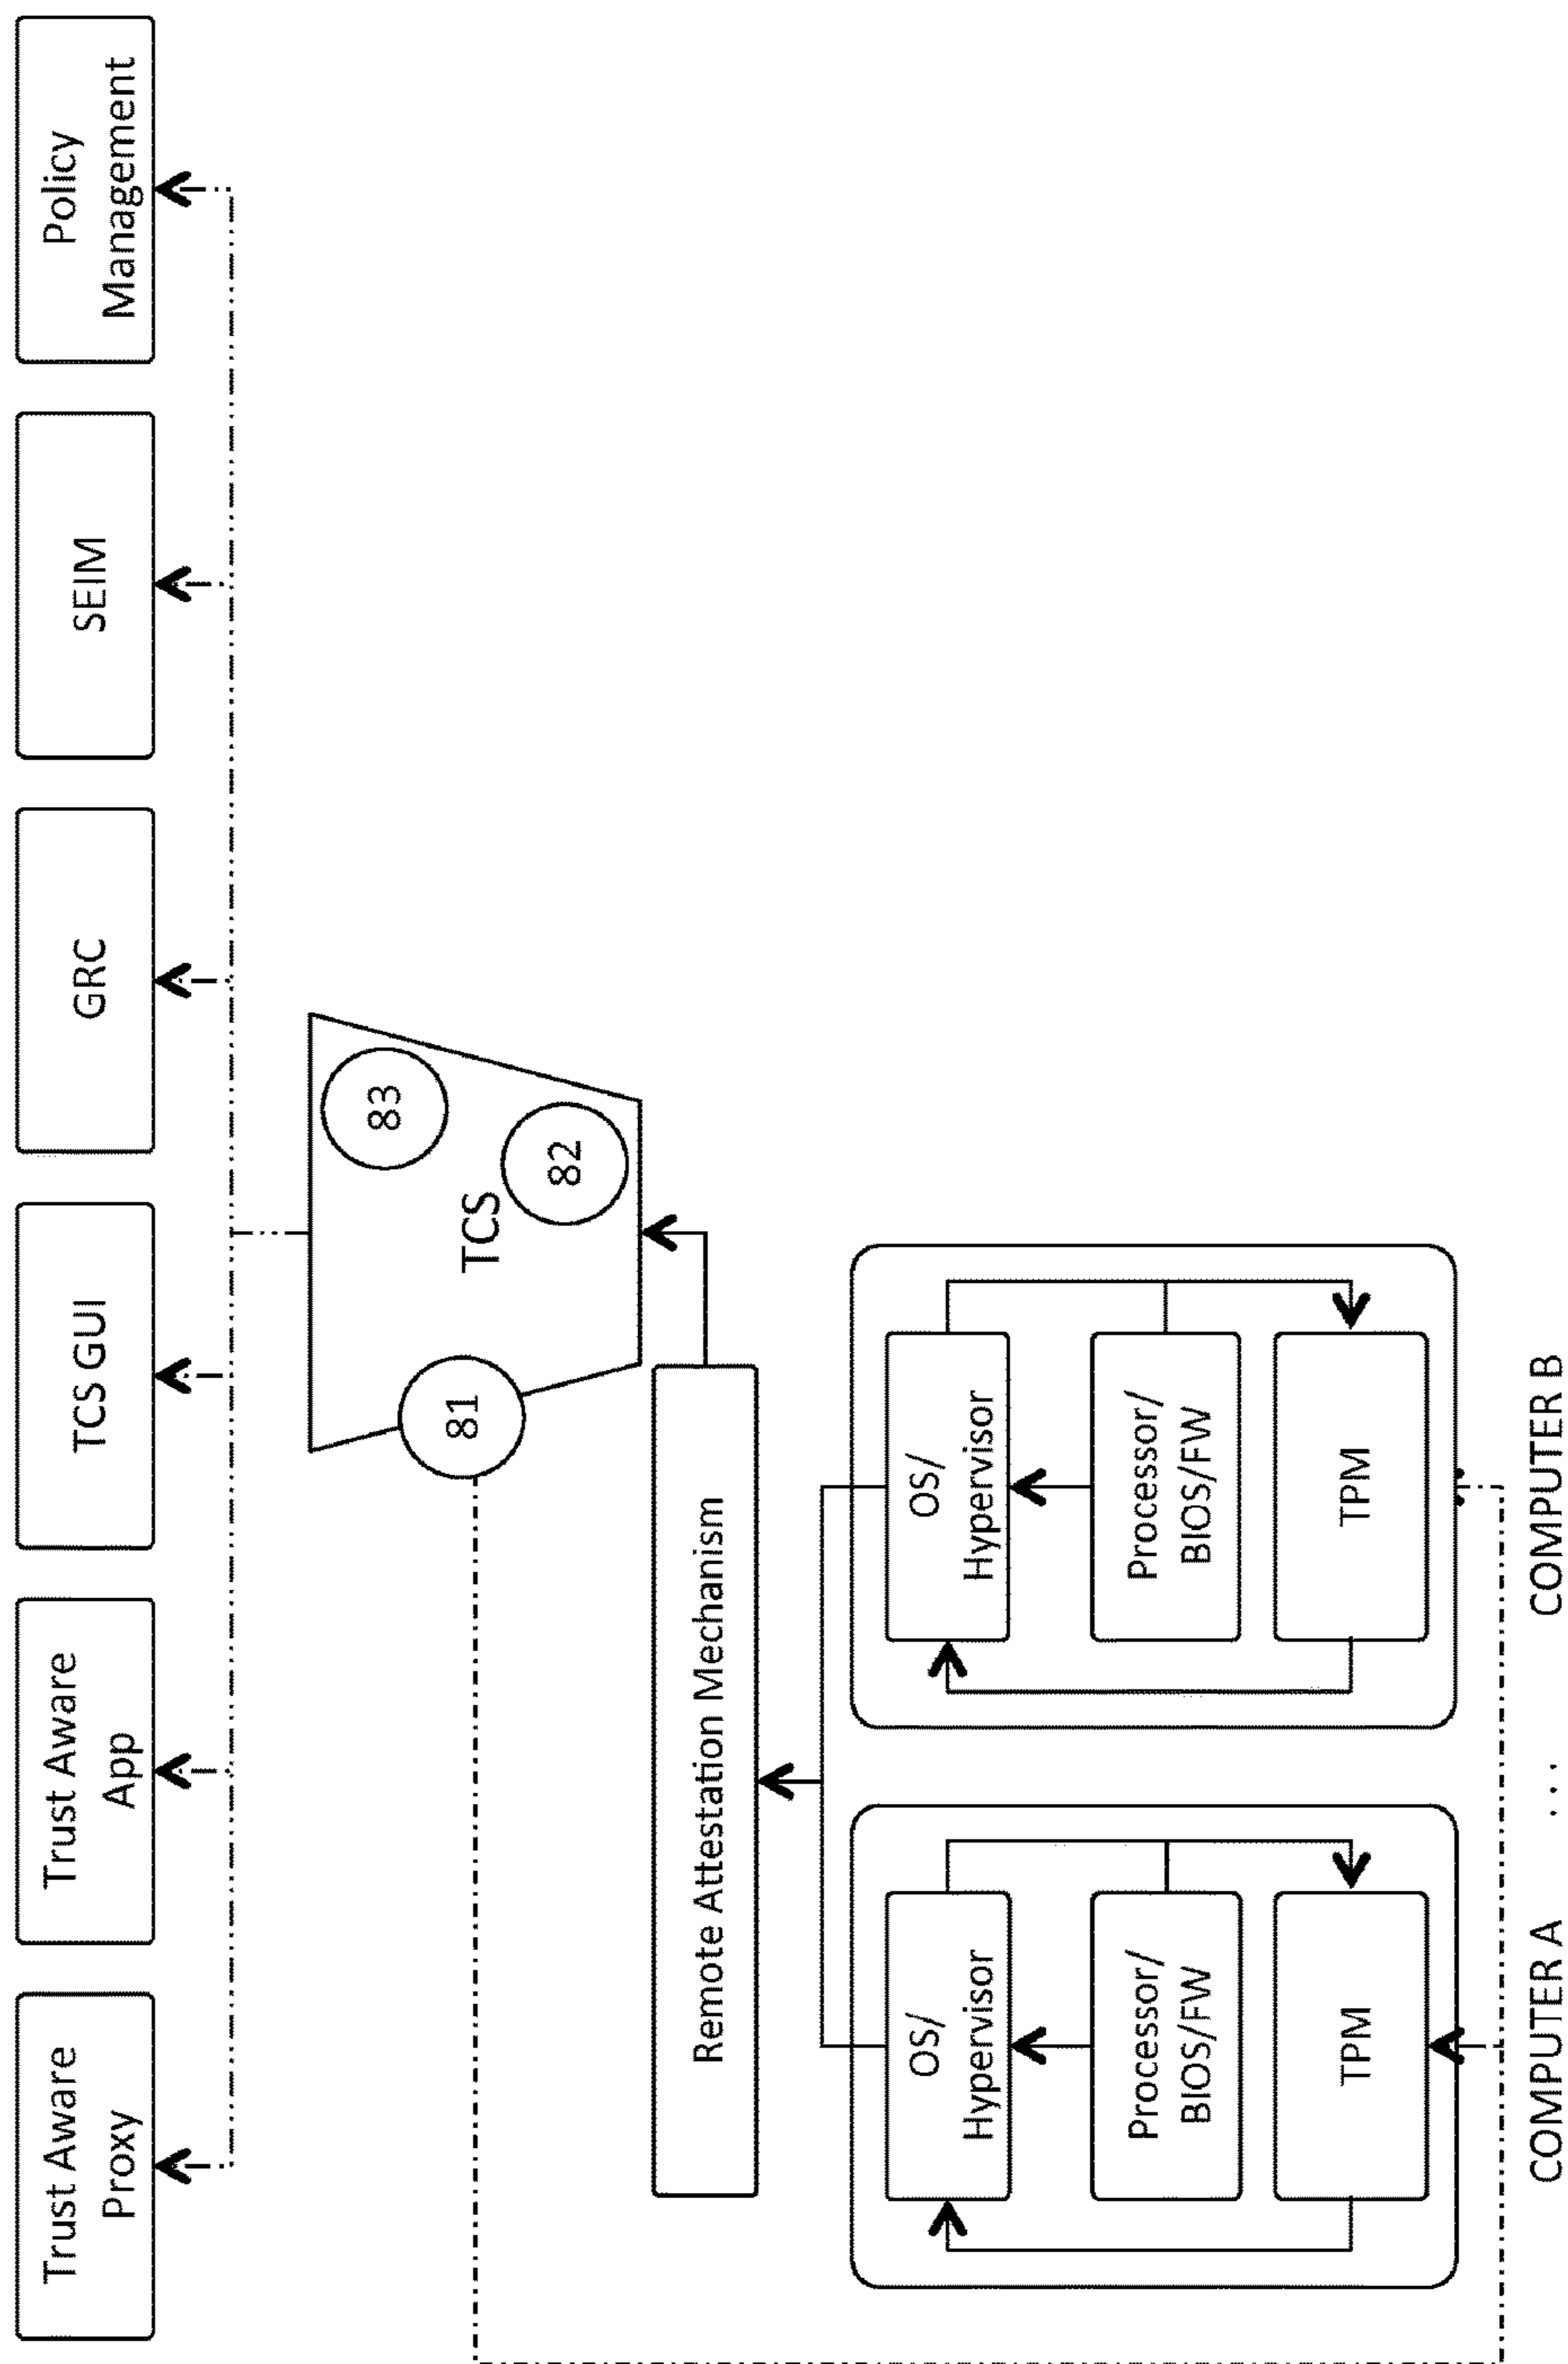 Trust Aware
Proxy
Trust Aware
App
TCS GUI
GRC
SEIM
Policy
Management
81
TCS
83
82
Remote Attestation Mechanism
OS/
Hypervisor
Processor/
BIOS/FW
TPM
OS/
Hypervisor
Processor/
BIOS/FW
TPM
COMPUTER A
...
COMPUTER B